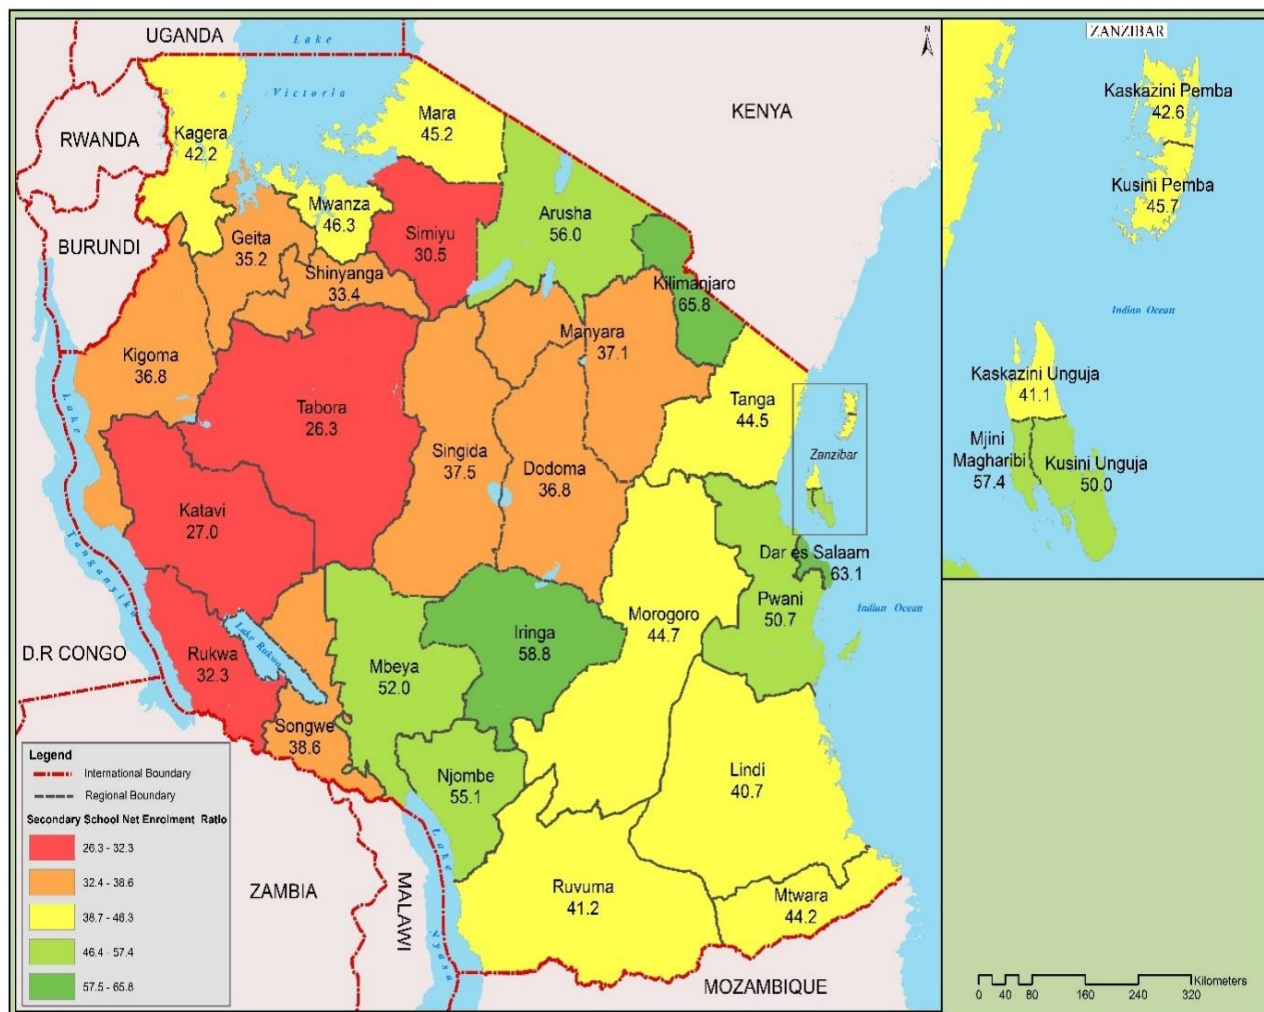 UGANDA
Lake
Victoria
RWANDA
BURUNDI
KENYA
N
Kagera
42.2
Mara
45.2
Mwanza
46.3
Simiyu
30.5
Arusha
56.0
Geita
35.2
Shinyanga
33.4
Kilimanjaro
65.8
Kigoma
36.8
Manyara
37.1
Tabora
26.3
Singida
37.5
Dodoma
36.8
Tanga
44.5
Zanzibar
Katavi
27.0
Lake
Tanganyika
Dar es Salaam
63.1
Pwani
50.7
Indian Ocean
Morogoro
44.7
Iringa
58.8
Mbeya
52.0
Rukwa
32.3
Lake Rukwa
D.R CONGO
Songwe
38.6
Njombe
55.1
Lindi
40.7
Ruvuma
41.2
Mtwara
44.2
Lake
Nyasa
ZAMBIA
MALAWI
MOZAMBIQUE
Legend
International Boundary
Regional Boundary
Secondary School Net Enrolment Ratio
26.3 - 32.3
32.4 - 38.6
38.7 - 46.3
46.4 - 57.4
57.5 - 65.8
ZANZIBAR
Kaskazini Pemba
42.6
Kusini Pemba
45.7
Indian Ocean
Kaskazini Unguja
41.1
Mjini
Magharibi
57.4
Kusini Unguja
50.0
Kilometers
0 40 80 160 240 320